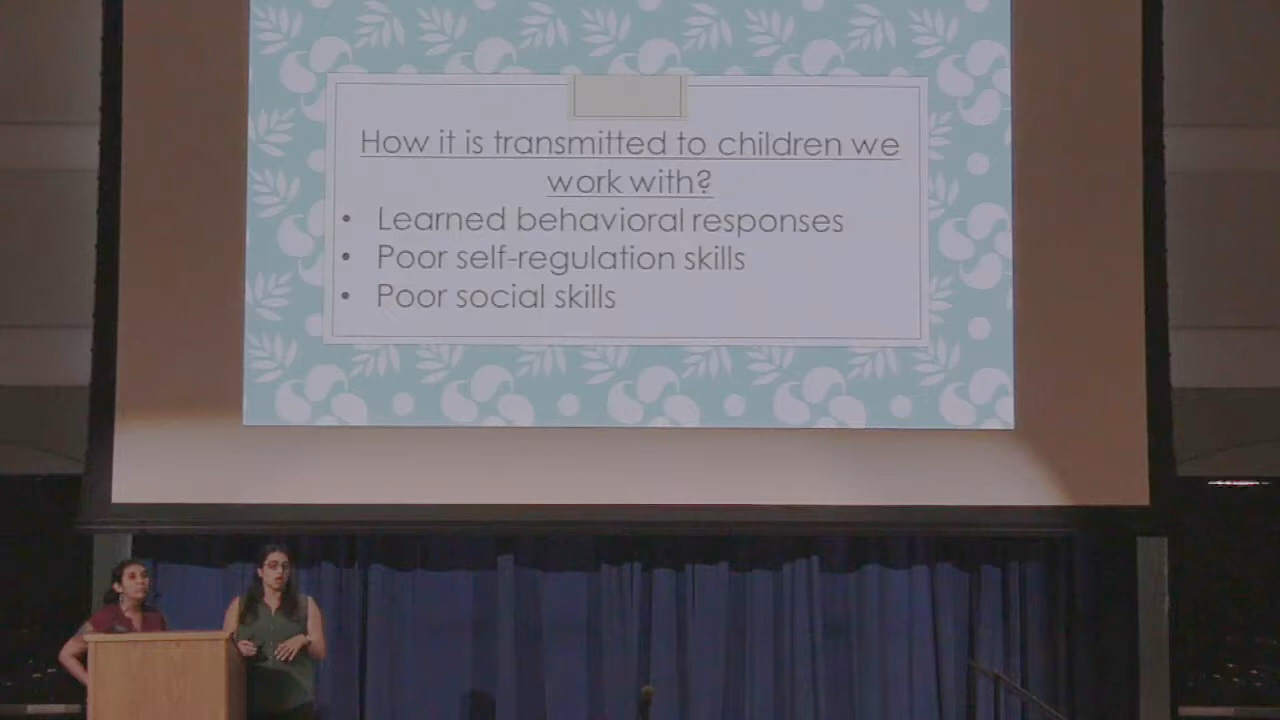 How it is transmitted to children we
work with?
• Learned behavioral responses
• Poor self-regulation skills
• Poor social skills